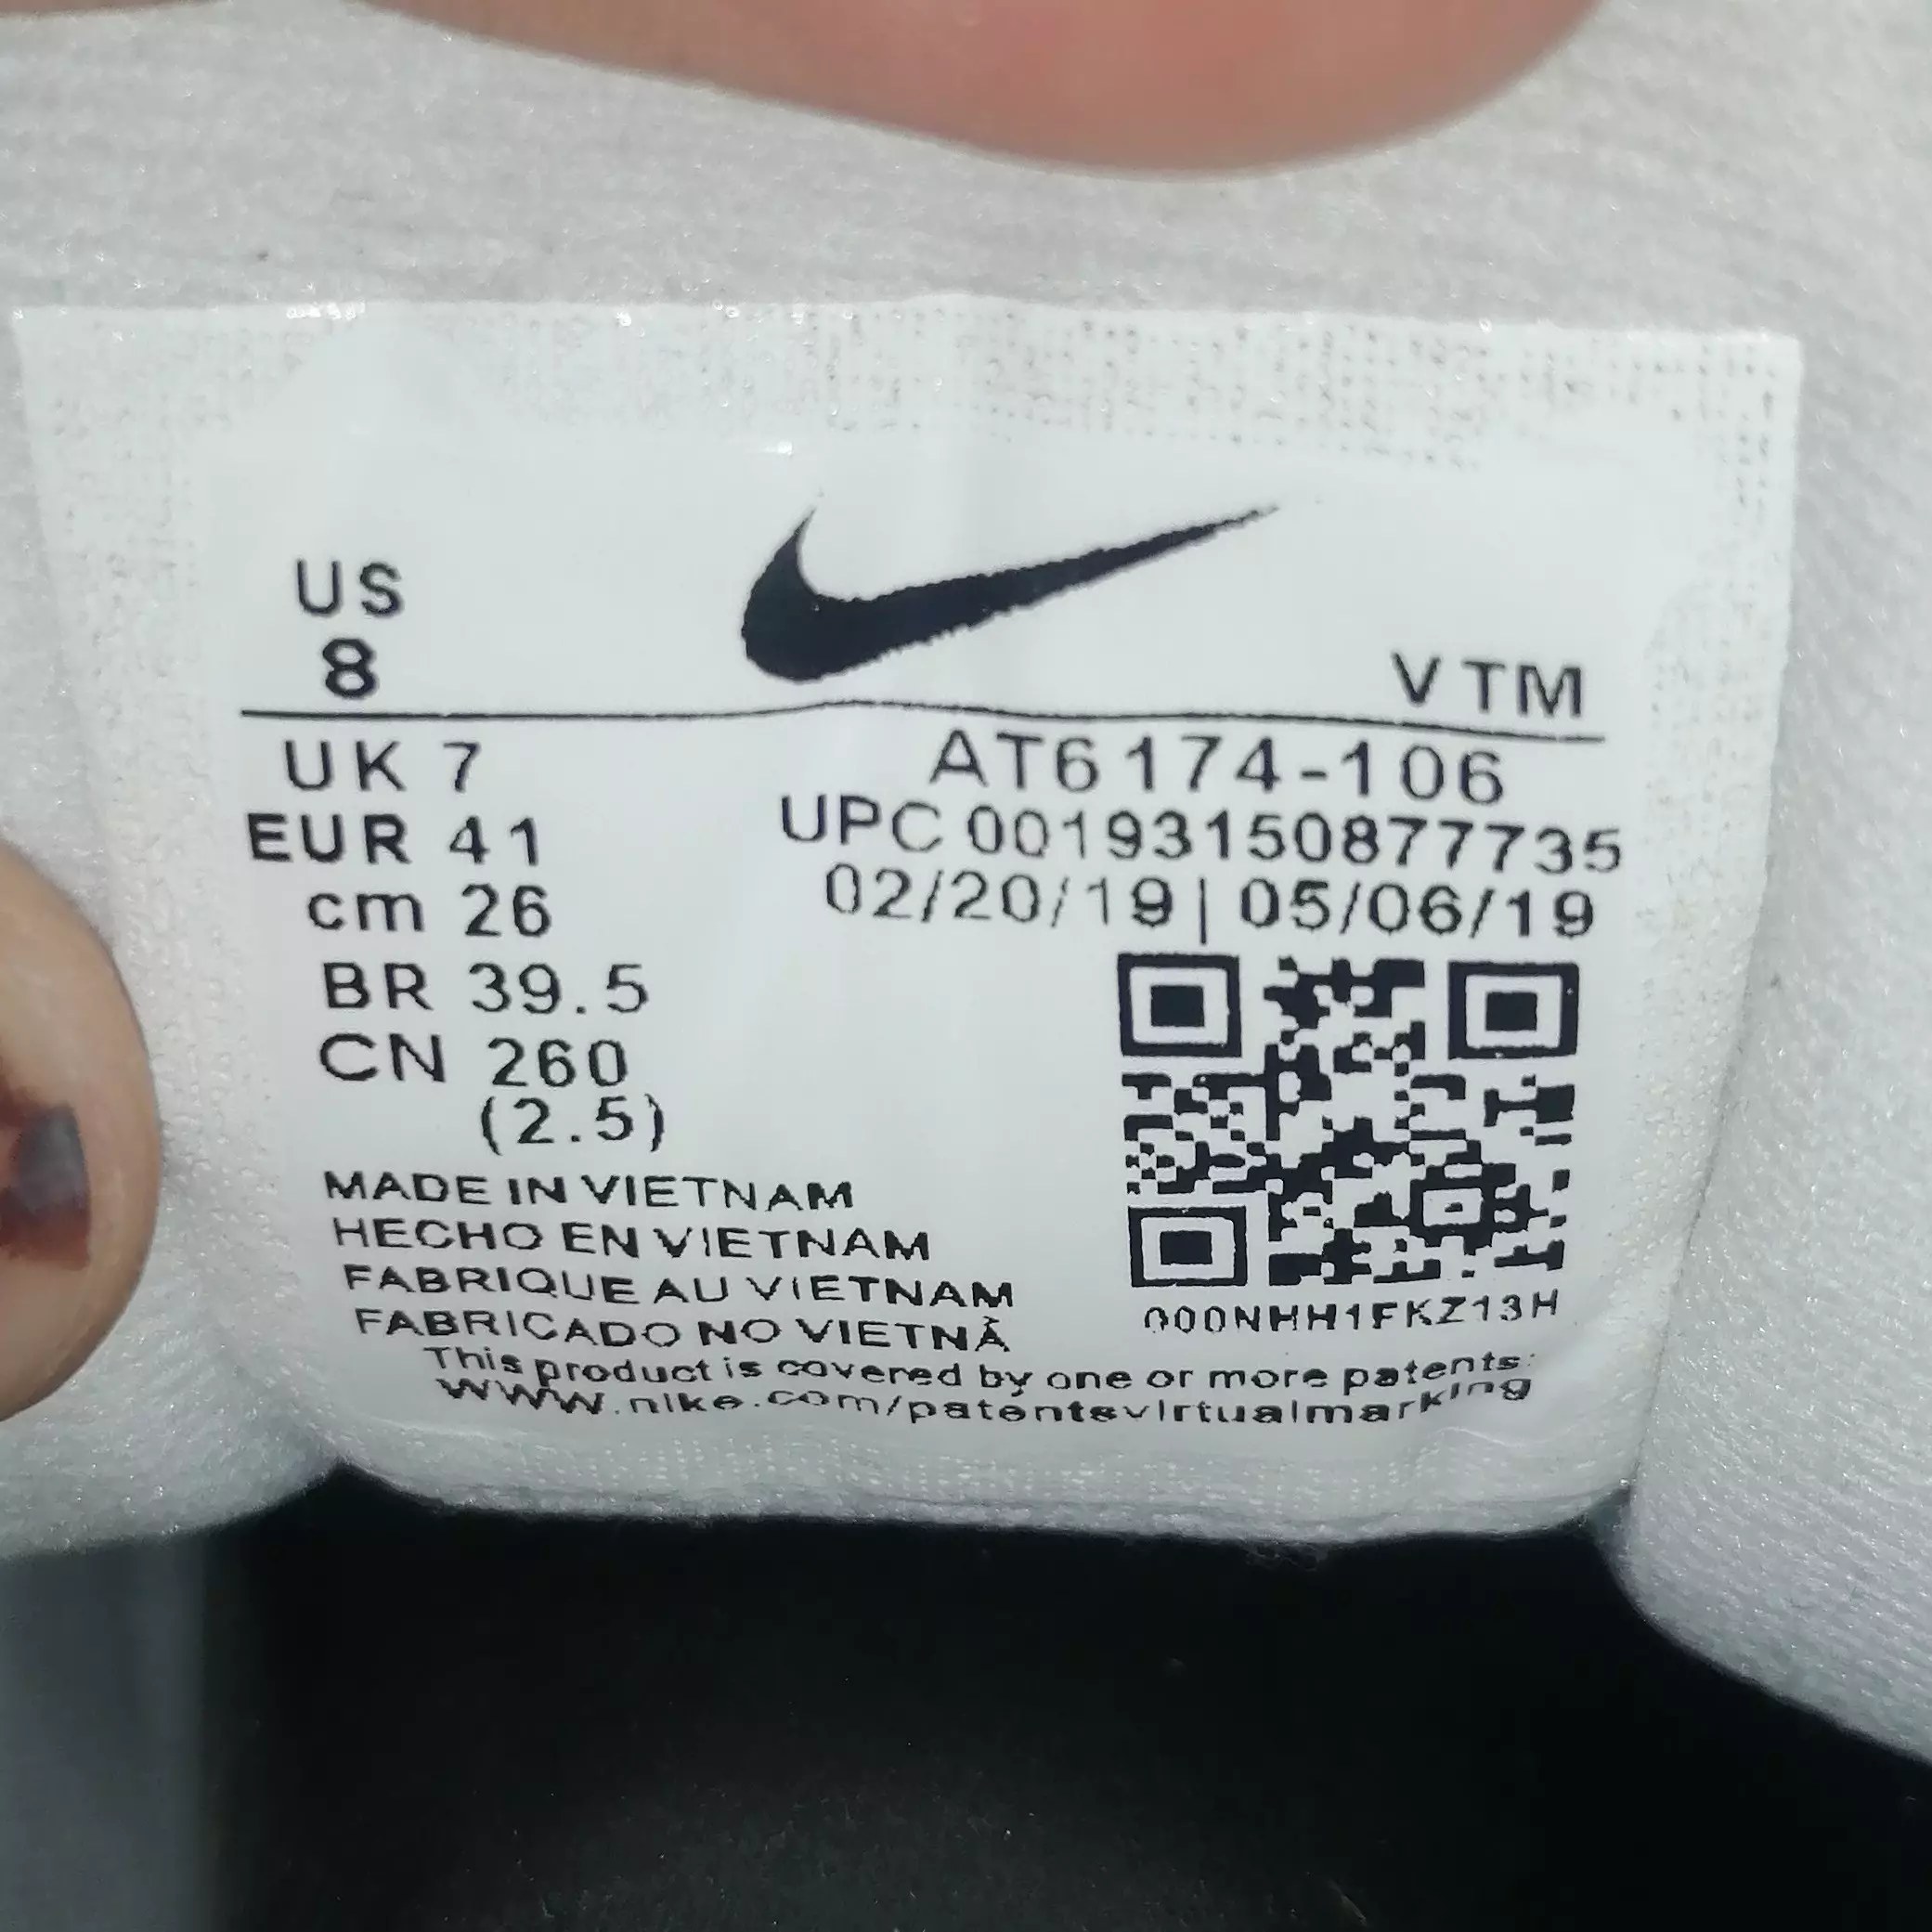 US
8
VTM
UK 7
AT6174-106
EUR 41
UPC 00193150877735
cm 26
02/20/19 | 05/06/19
BR 39.5
CN 260
(2.5)
MADE IN VIETNAM
HECHO EN VIETNAM
FABRIQUE AU VIETNAM
FABRICADO NO VIETNÃ
000NHH1FKZ13H
This product is covered by one or more patents:
www.nike.com/patentsvirtualmarking